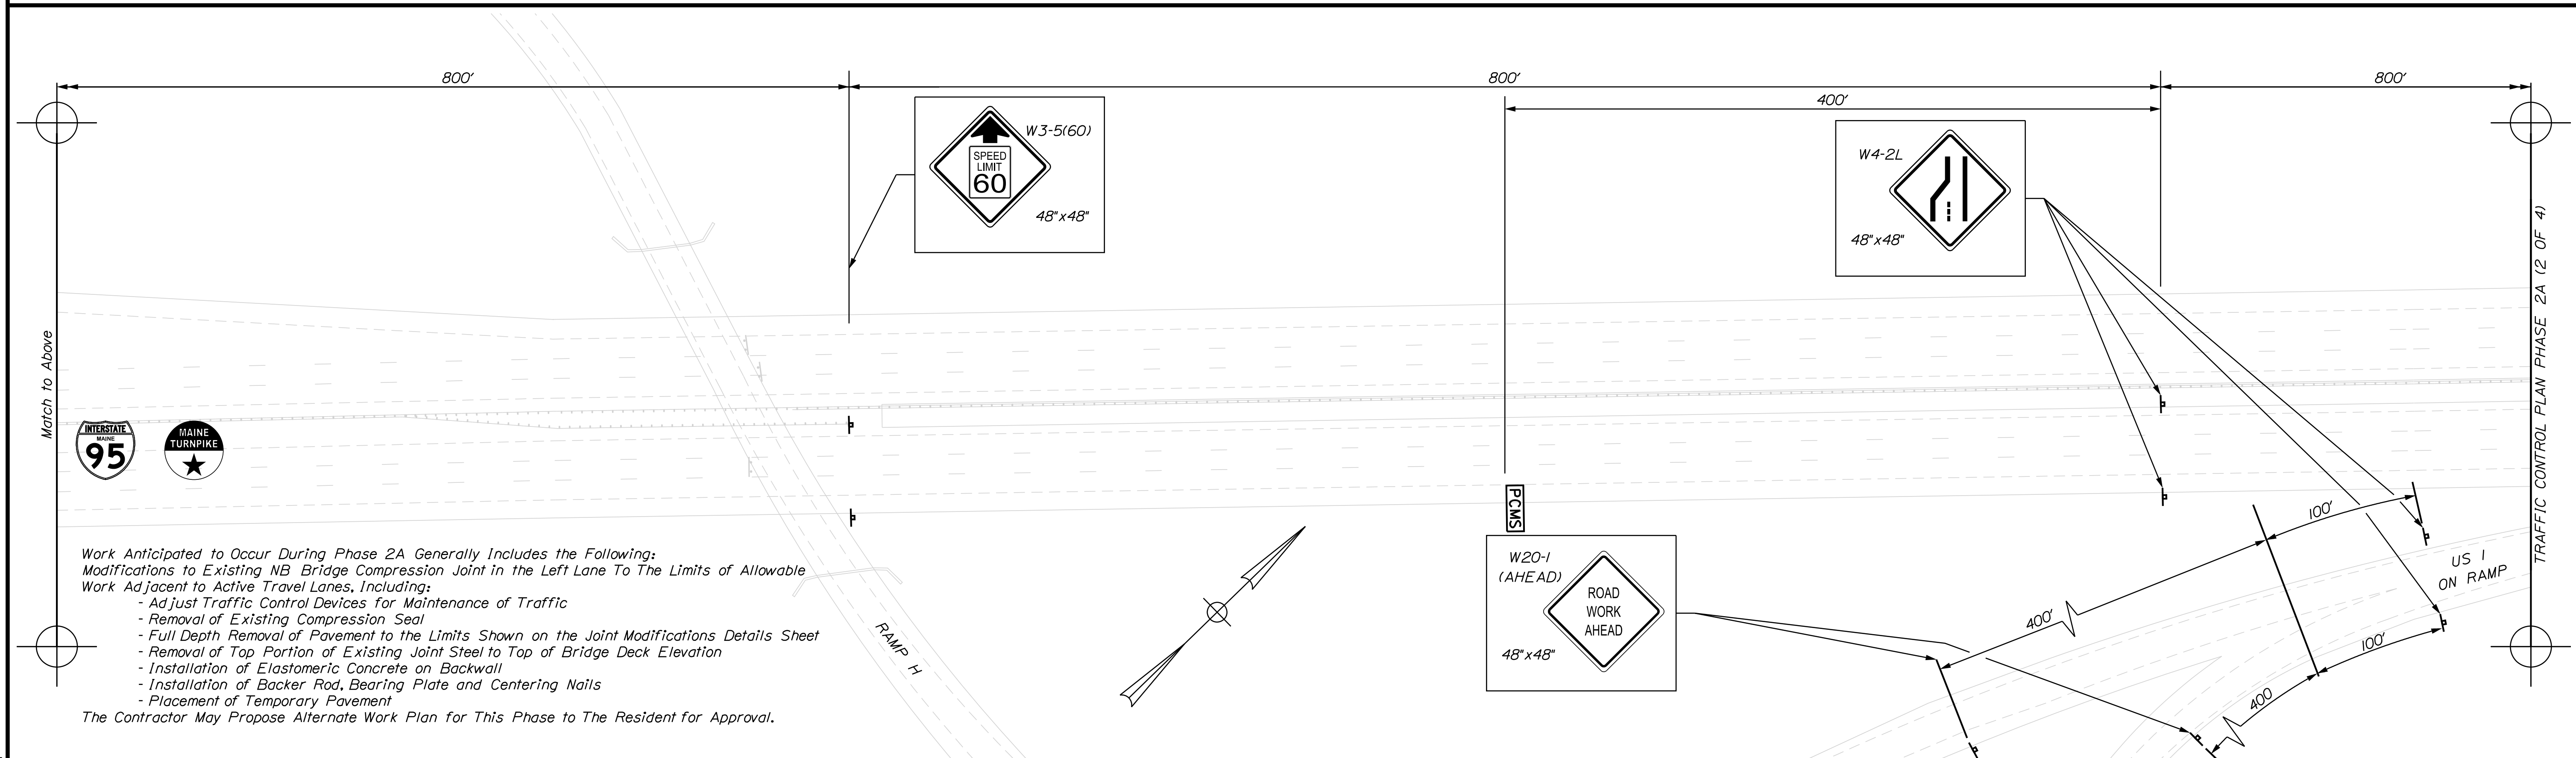 800'
800'
800'
400'
W3-5(60)
SPEED
LIMIT
60
48"x48"
W4-2L
48"x48"
Match to Above
TRAFFIC CONTROL PLAN PHASE 2A (2 OF 4)
INTERSTATE
MAINE
95
MAINE
TURNPIKE
PCMS
W20-1
(AHEAD)
ROAD
WORK
AHEAD
48"x48"
100'
US 1
ON RAMP
400'
100'
400
RAMP H
Work Anticipated to Occur During Phase 2A Generally Includes the Following:
Modifications to Existing NB Bridge Compression Joint in the Left Lane To The Limits of Allowable
Work Adjacent to Active Travel Lanes, Including:
- Adjust Traffic Control Devices for Maintenance of Traffic
- Removal of Existing Compression Seal
- Full Depth Removal of Pavement to the Limits Shown on the Joint Modifications Details Sheet
- Removal of Top Portion of Existing Joint Steel to Top of Bridge Deck Elevation
- Installation of Elastomeric Concrete on Backwall
- Installation of Backer Rod, Bearing Plate and Centering Nails
- Placement of Temporary Pavement
The Contractor May Propose Alternate Work Plan for This Phase to The Resident for Approval.